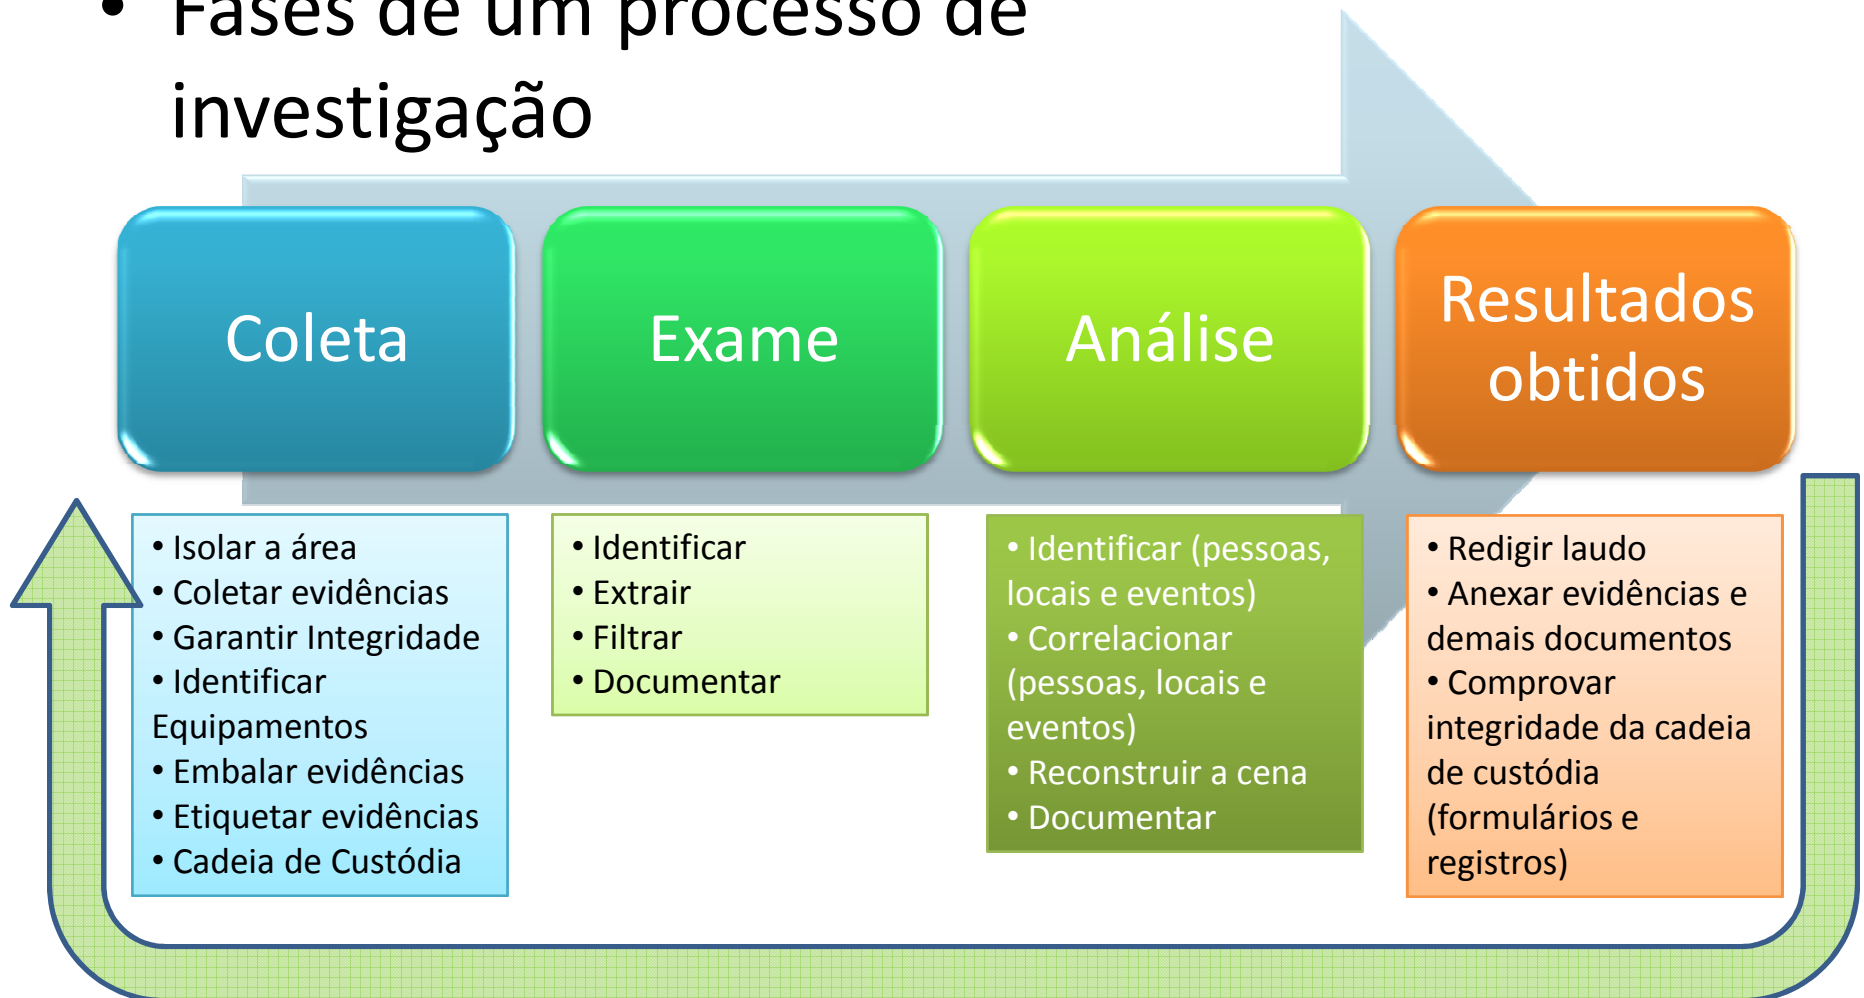 • Fases de um processo de
investigação
Coleta
Exame
Análise
Resultados
obtidos
• Isolar a área
• Coletar evidências
• Garantir Integridade
• Identificar
Equipamentos
• Embalar evidências
• Etiquetar evidências
• Cadeia de Custódia
• Identificar
• Extrair
• Filtrar
• Documentar
• Identificar (pessoas,
locais e eventos)
• Correlacionar
(pessoas, locais e
eventos)
• Reconstruir a cena
• Documentar
• Redigir laudo
• Anexar evidências e
demais documentos
• Comprovar
integridade da cadeia
de custódia
(formulários e
registros)